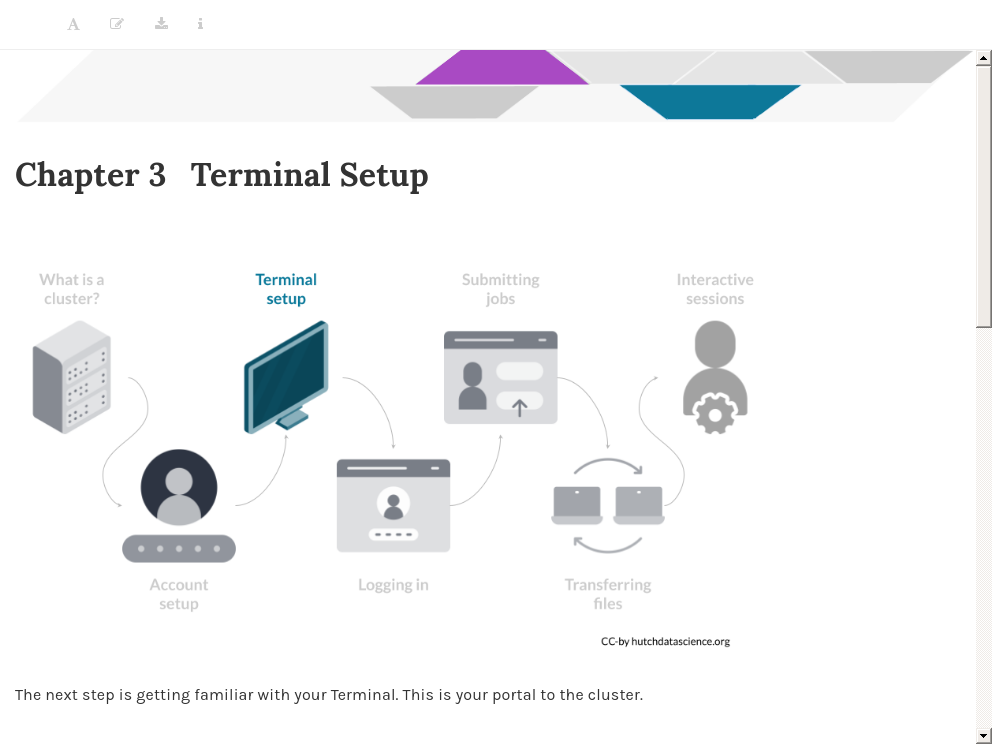 A
i
Chapter 3 Terminal Setup
What is a
cluster?
Terminal
setup
Submitting
jobs
Interactive
sessions
Account
setup
Logging in
Transferring
files
CC-by hutchdatascience.org
The next step is getting familiar with your Terminal. This is your portal to the cluster.